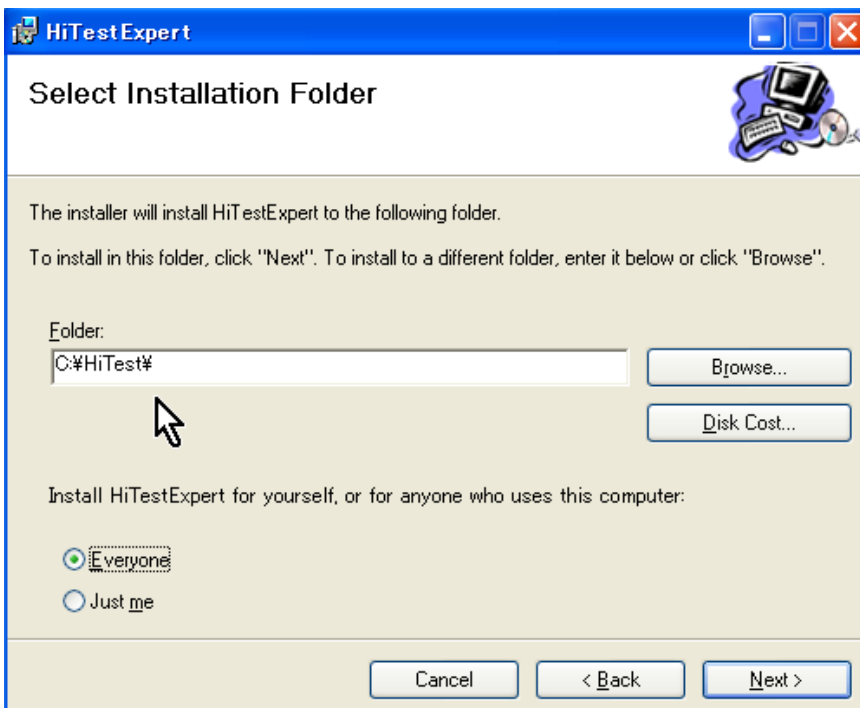 HiTestExpert
Select Installation Folder
The installer will install HiTestExpert to the following folder.
To install in this folder, click "Next". To install to a different folder, enter it below or click "Browse".
Folder:
C:¥HiTest¥
Browse...
Disk Cost...
Install HiTestExpert for yourself, or for anyone who uses this computer:
Everyone
Just me
Cancel
< Back
Next >